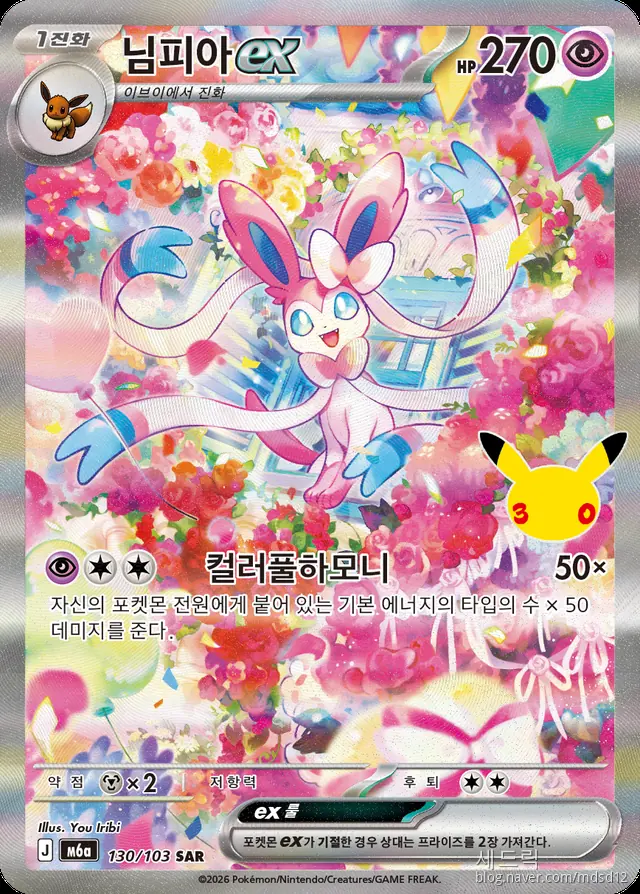 1진화
님피아ex
HP270
이브이에서 진화
30
컬러풀하모니 50×
자신의 포켓몬 전원에게 붙어 있는 기본 에너지의 타입의 수 × 50
데미지를 준다.
약점 ×2 저항력 후퇴
Illus. You Iribi
ex 룰
포켓몬 ex가 기절한 경우 상대는 프라이즈를 2장 가져간다.
J M6a 130/103 SAR
©2026 Pokémon/Nintendo/Creatures/GAME FREAK.
세드릭
blog.naver.com/mdsd12